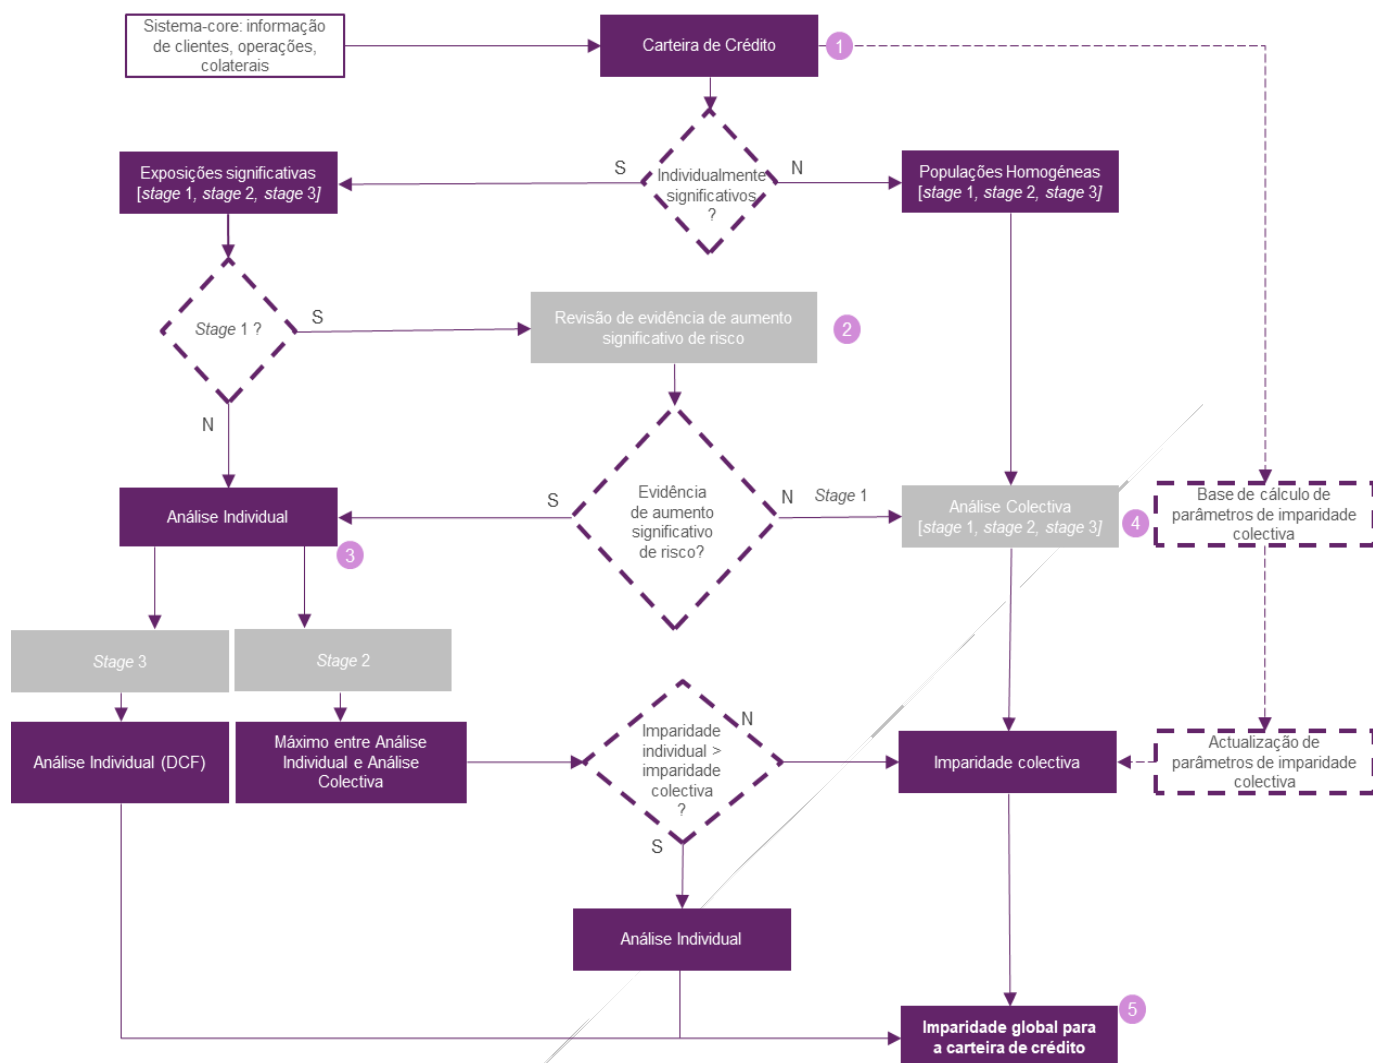 Sistema-core: informação
de clientes, operações,
colaterais
Carteira de Crédito
1
Exposições significativas
[stage 1, stage 2, stage 3]
S
Individualmente
significativos
?
N
Populações Homogéneas
[stage 1, stage 2, stage 3]
Stage 1 ?
S
Revisão de evidência de aumento
significativo de risco
2
N
Análise Individual
3
S
Evidência
de aumento
significativo
de risco?
N
Stage 1
Análise Colectiva
[stage 1, stage 2, stage 3]
4
Base de cálculo de
parâmetros de imparidade
colectiva
Stage 3
Stage 2
Análise Individual (DCF)
Máximo entre Análise
Individual e Análise
Colectiva
Imparidade
individual >
imparidade
colectiva
?
N
S
Imparidade colectiva
Actualização de
parâmetros de imparidade
colectiva
Análise Individual
Imparidade global para
a carteira de crédito
5